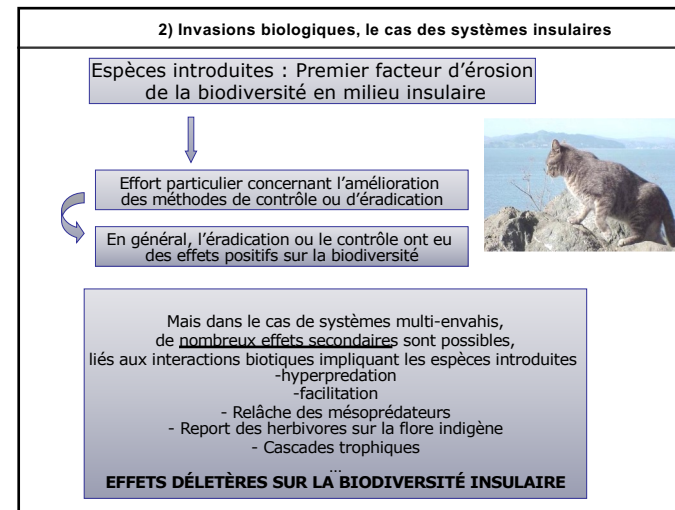 2) Invasions biologiques, le cas des systèmes insulaires
Espèces introduites : Premier facteur d'érosion
de la biodiversité en milieu insulaire
Effort particulier concernant l'amélioration
des méthodes de contrôle ou d'éradication
En général, l'éradication ou le contrôle ont eu
des effets positifs sur la biodiversité
Mais dans le cas de systèmes multi-envahis,
de nombreux effets secondaires sont possibles,
liés aux interactions biotiques impliquant les espèces introduites
-hyperpredation
-facilitation
- Relâche des mésoprédateurs
- Report des herbivores sur la flore indigène
- Cascades trophiques
...
EFFETS DÉLETÈRES SUR LA BIODIVERSITÉ INSULAIRE